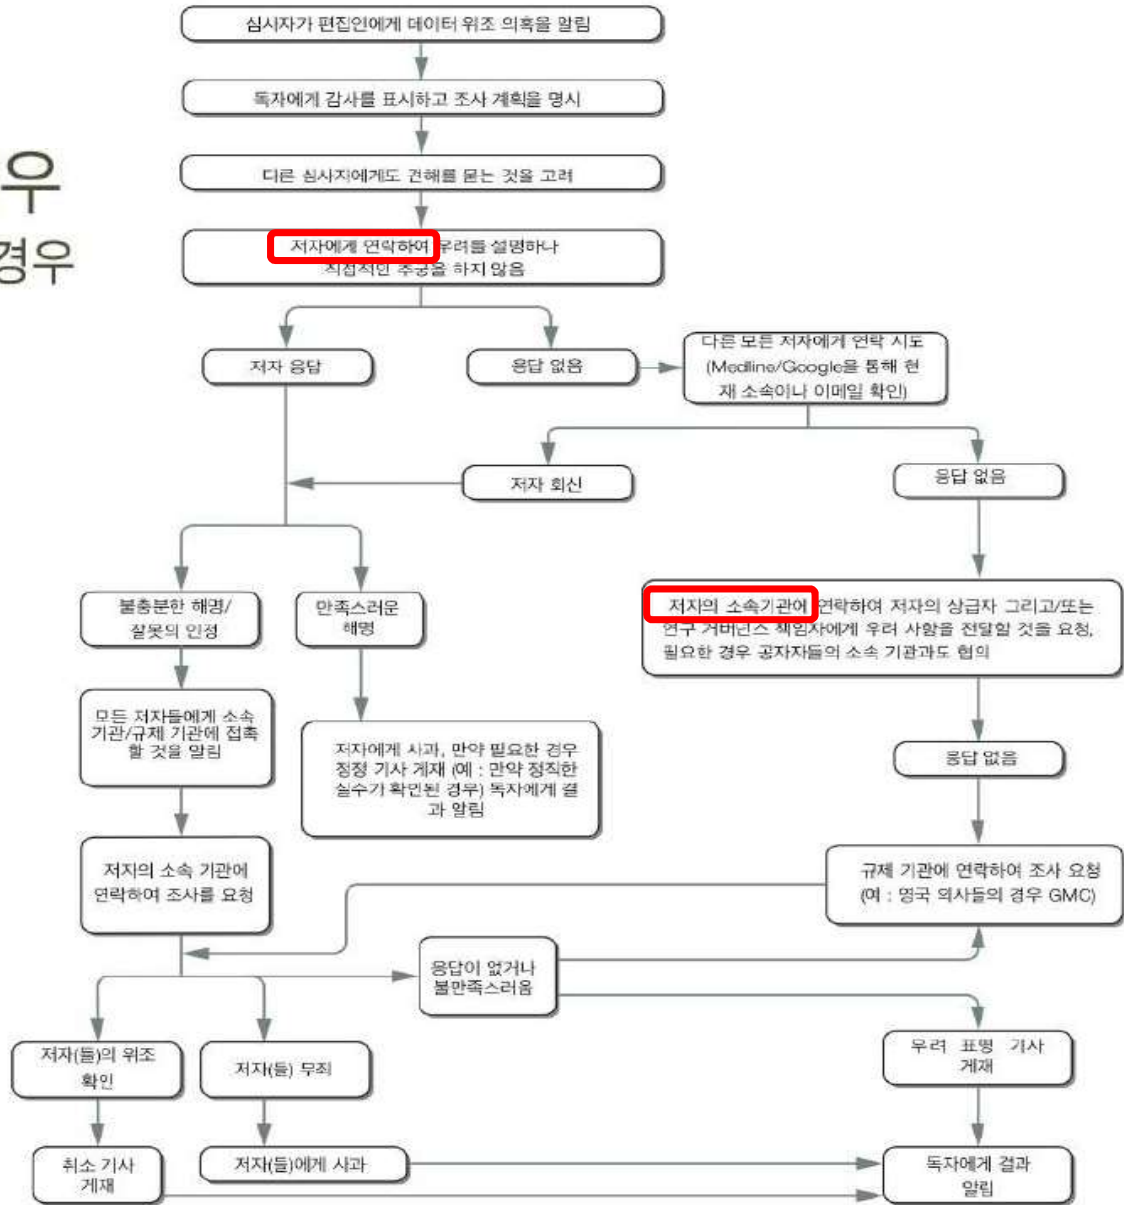 우
경우
심사자가 편집인에게 데이터 위조 의혹을 알림
독자에게 감사를 표시하고 조사 계획을 명시
다른 심사자에게도 견해를 묻는 것을 고려
저자에게 연락하여 우려를 설명하나
직접적인 추궁을 하지 않음
저자 응답
응답 없음
다른 모든 저자에게 연락 시도
(Medline/Google을 통해 현
재 소속이나 이메일 확인)
저자 회신
응답 없음
불충분한 해명/
잘못의 인정
만족스러운
해명
저자의 소속기관에 연락하여 저자의 상급자 그리고/또는
연구 거버넌스 책임자에게 우려 사항을 전달할 것을 요청,
필요한 경우 공자자들의 소속 기관과도 협의
모든 저자들에게 소속
기관/규제 기관에 접촉
할 것을 알림
저자에게 사과, 만약 필요한 경우
정정 기사 게재 (예 : 만약 정직한
실수가 확인된 경우) 독자에게 결
과 알림
응답 없음
저자의 소속 기관에
연락하여 조사를 요청
규제 기관에 연락하여 조사 요청
(예 : 영국 의사들의 경우 GMC)
응답이 없거나
불만족스러움
저자(들)의 위조
확인
저자(들) 무죄
우려 표명 기사
게재
취소 기사
게재
저자(들)에게 사과
독자에게 결과
알림